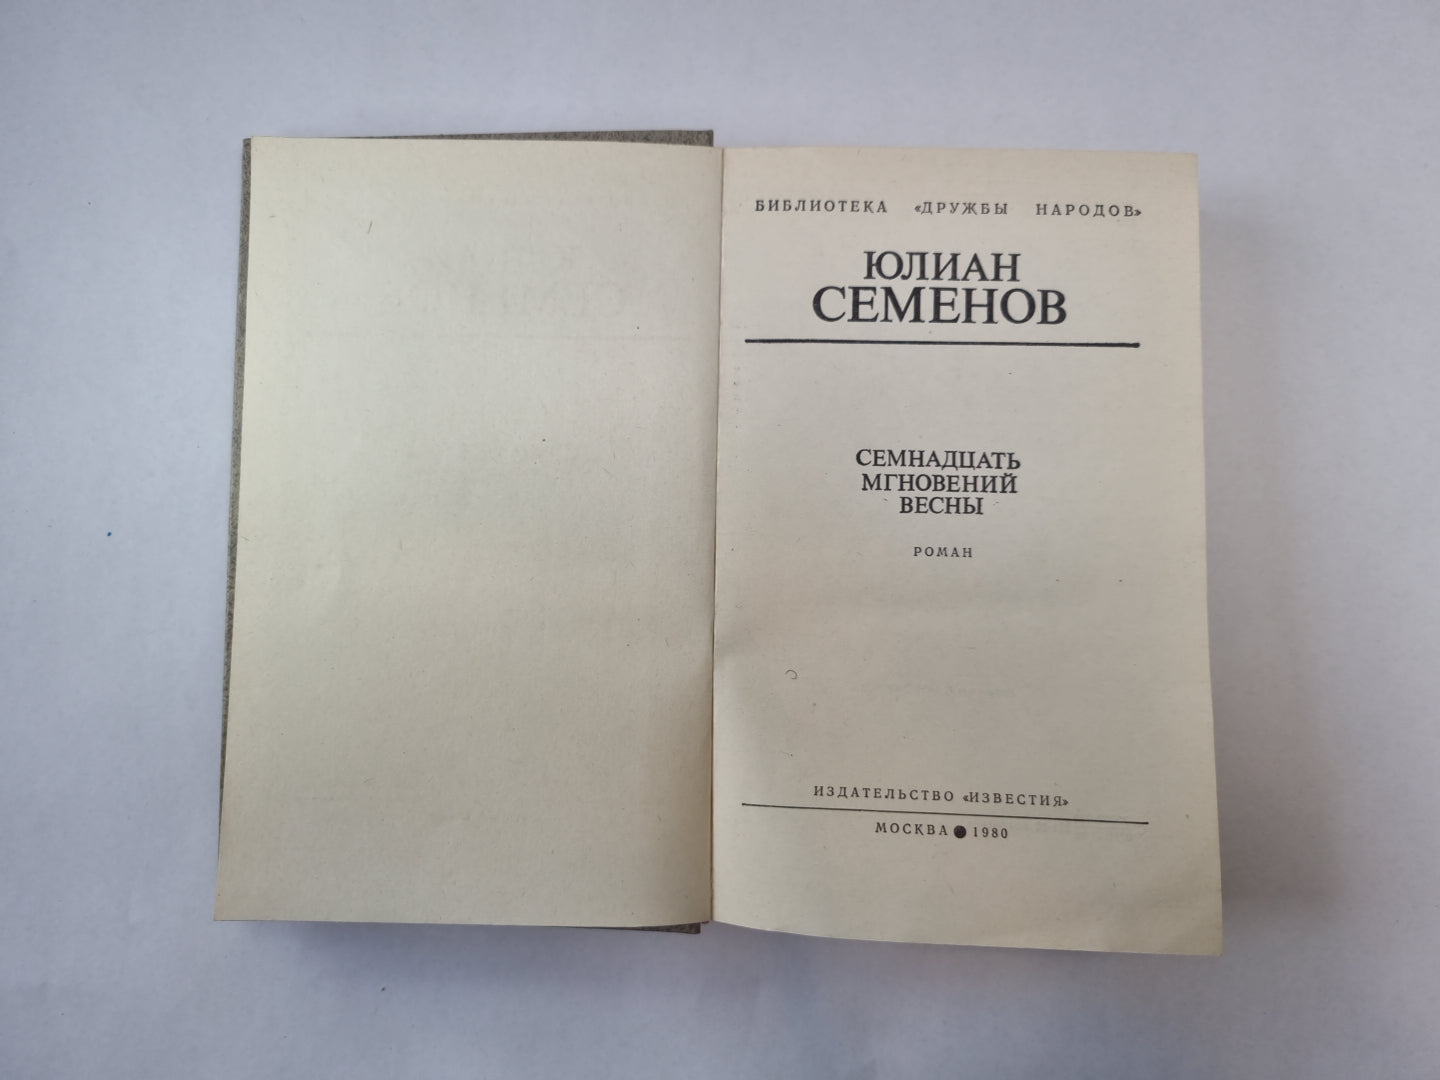 БИБЛИОТЕКА «ДРУЖБЫ НАРОДОВ»
ЮЛИАН
СЕМЕНОВ
СЕМНАДЦАТЬ
МГНОВЕНИЙ
ВЕСНЫ
РОМАН
ИЗДАТЕЛЬСТВО «ИЗВЕСТИЯ»
МОСКВА ● 1980